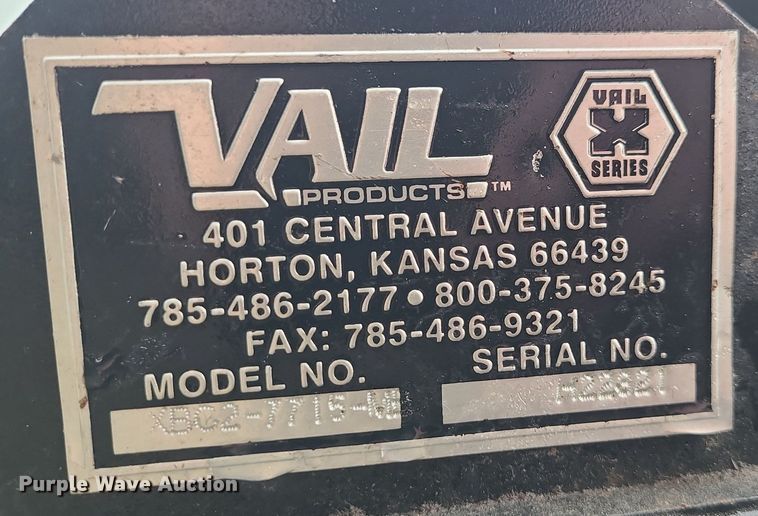 VAIL
PRODUCTS™
VAIL
X
SERIES
401 CENTRAL AVENUE
HORTON, KANSAS 66439
785-486-2177 • 800-375-8245
FAX: 785-486-9321
MODEL NO.
SERIAL NO.
Purple Wave Auction